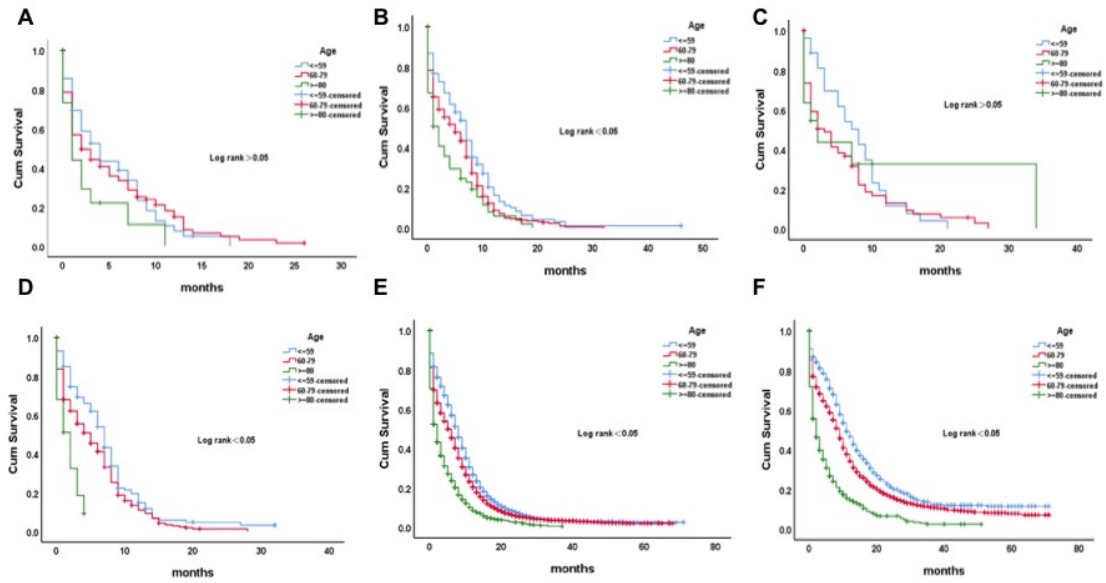 A
Cum Survival
1.0
0.8
0.6
0.4
0.2
0.0
0
5
10
15
20
25
30
months
Age
<=59
60-79
>=80
<=59-censored
60-79-censored
>=80-censored
Log rank>0.05
B
Cum Survival
1.0
0.8
0.6
0.4
0.2
0.0
0
10
20
30
40
50
months
Age
<=59
60-79
>=80
<=59-censored
60-79-censored
>=80-censored
Log rank<0.05
C
Cum Survival
1.0
0.8
0.6
0.4
0.2
0.0
0
10
20
30
40
months
Age
<=59
60-79
>=80
<=59-censored
60-79-censored
>=80-censored
Log rank>0.05
D
Cum Survival
1.0
0.8
0.6
0.4
0.2
0.0
0
10
20
30
40
months
Age
<=59
60-79
>=80
<=59-censored
60-79-censored
>=80-censored
Log rank<0.05
E
Cum Survival
1.0
0.8
0.6
0.4
0.2
0.0
0
20
40
60
80
months
Age
<=59
60-79
>=80
<=59-censored
60-79-censored
>=80-censored
Log rank<0.05
F
Cum Survival
1.0
0.8
0.6
0.4
0.2
0.0
0
20
40
60
80
months
Age
<=59
60-79
>=80
<=59-censored
60-79-censored
>=80-censored
Log rank<0.05